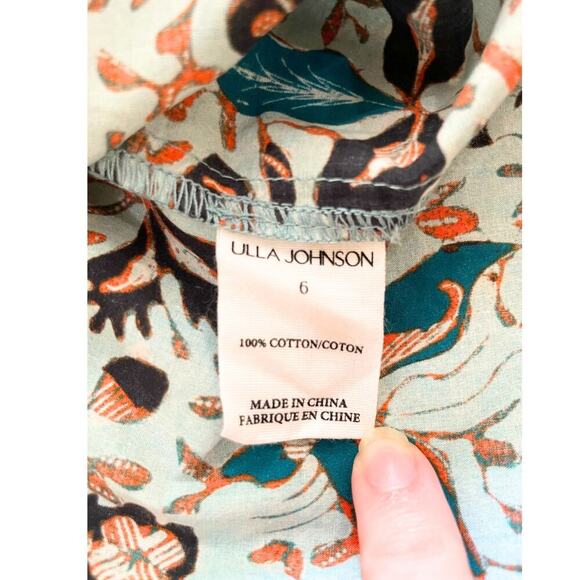 ULLA JOHNSON
6
100% COTTON/COTON
MADE IN CHINA
FABRIQUE EN CHINE